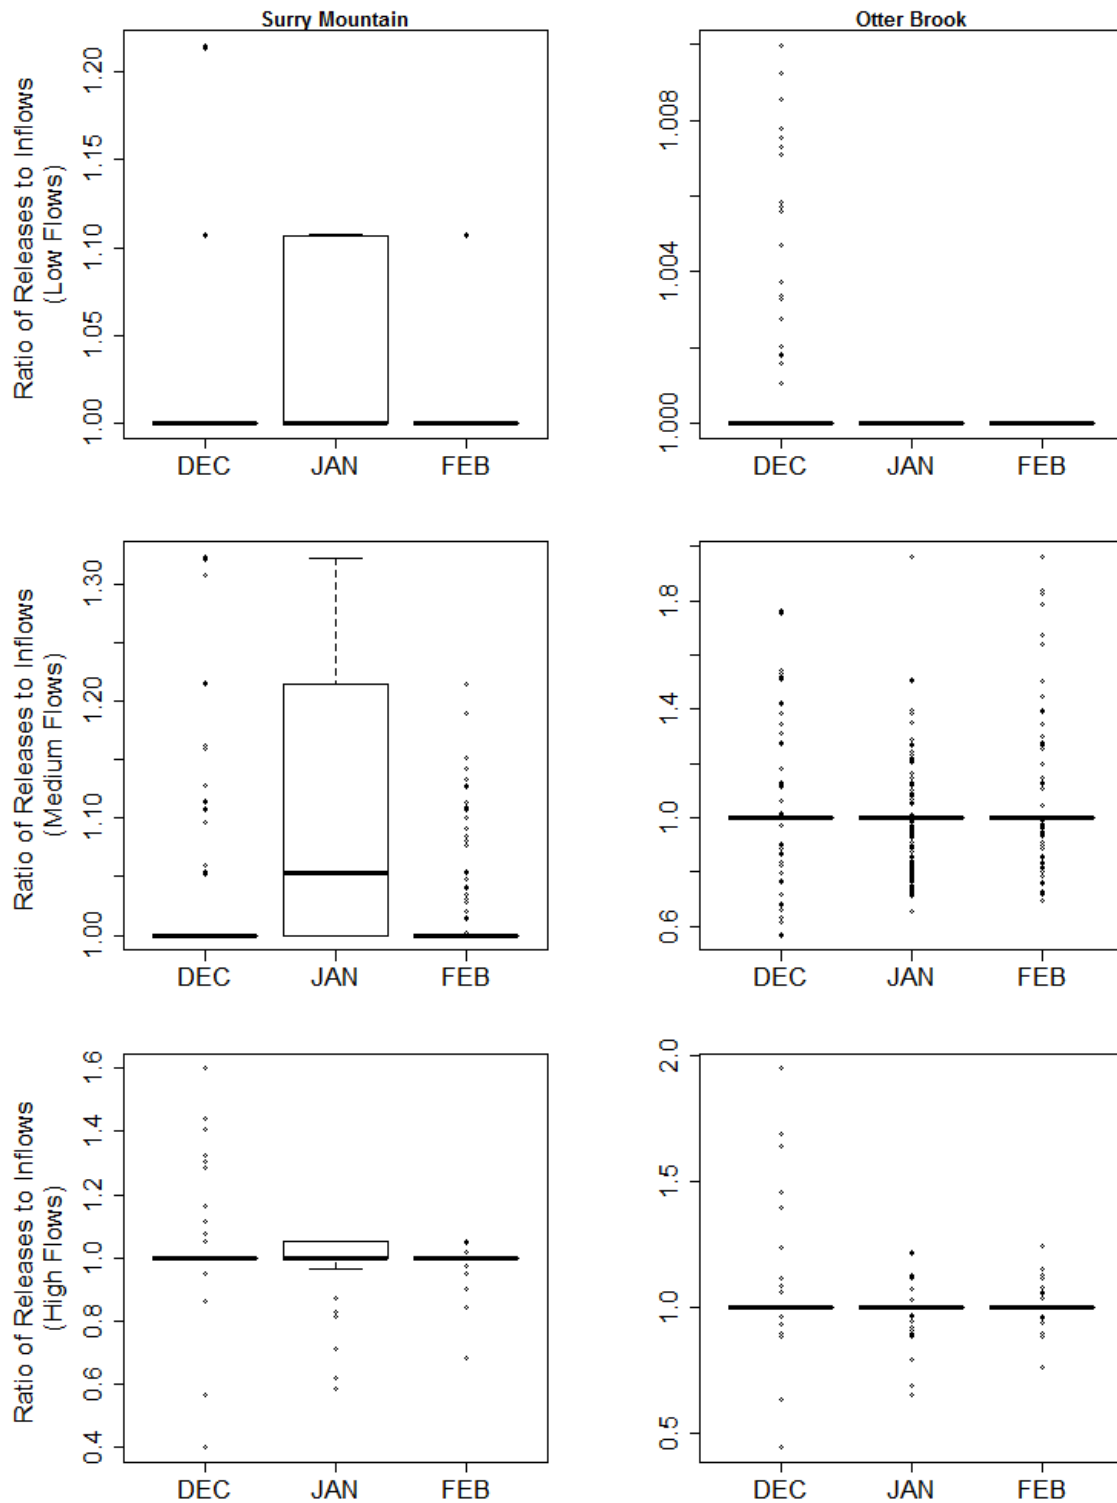 Surry Mountain
Otter Brook
Ratio of Releases to Inflows
(Low Flows)
1.20
1.15
1.10
1.05
1.00
DEC JAN FEB
1.008
1.004
1.000
DEC JAN FEB
Ratio of Releases to Inflows
(Medium Flows)
1.30
1.20
1.10
1.00
DEC JAN FEB
1.8
1.4
1.0
0.6
DEC JAN FEB
Ratio of Releases to Inflows
(High Flows)
1.6
1.4
1.2
1.0
0.8
0.6
0.4
DEC JAN FEB
2.0
1.5
1.0
0.5
DEC JAN FEB